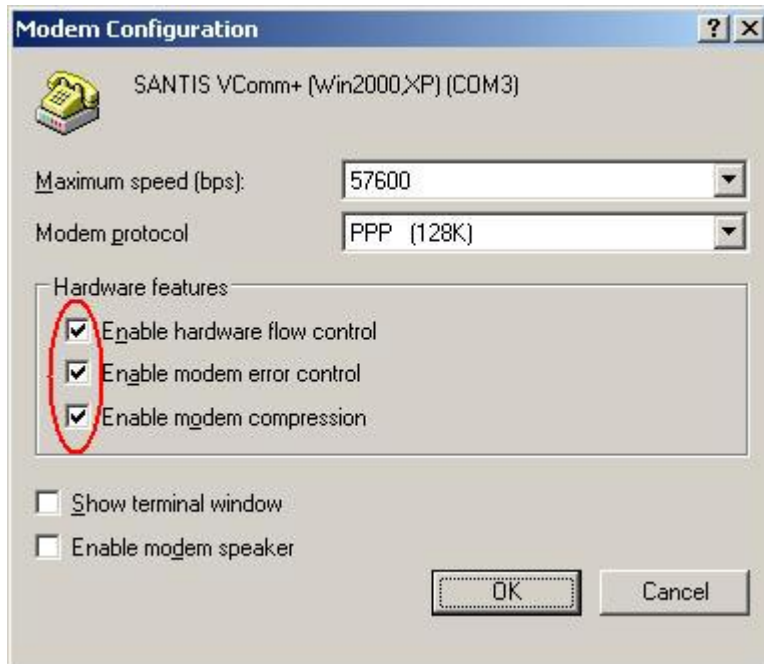 Modem Configuration
SANTIS VComm+ (Win2000,XP) (COM3)
Maximum speed (bps): 57600
Modem protocol PPP (128K)
Hardware features
Enable hardware flow control
Enable modem error control
Enable modem compression
Show terminal window
Enable modem speaker
OK Cancel